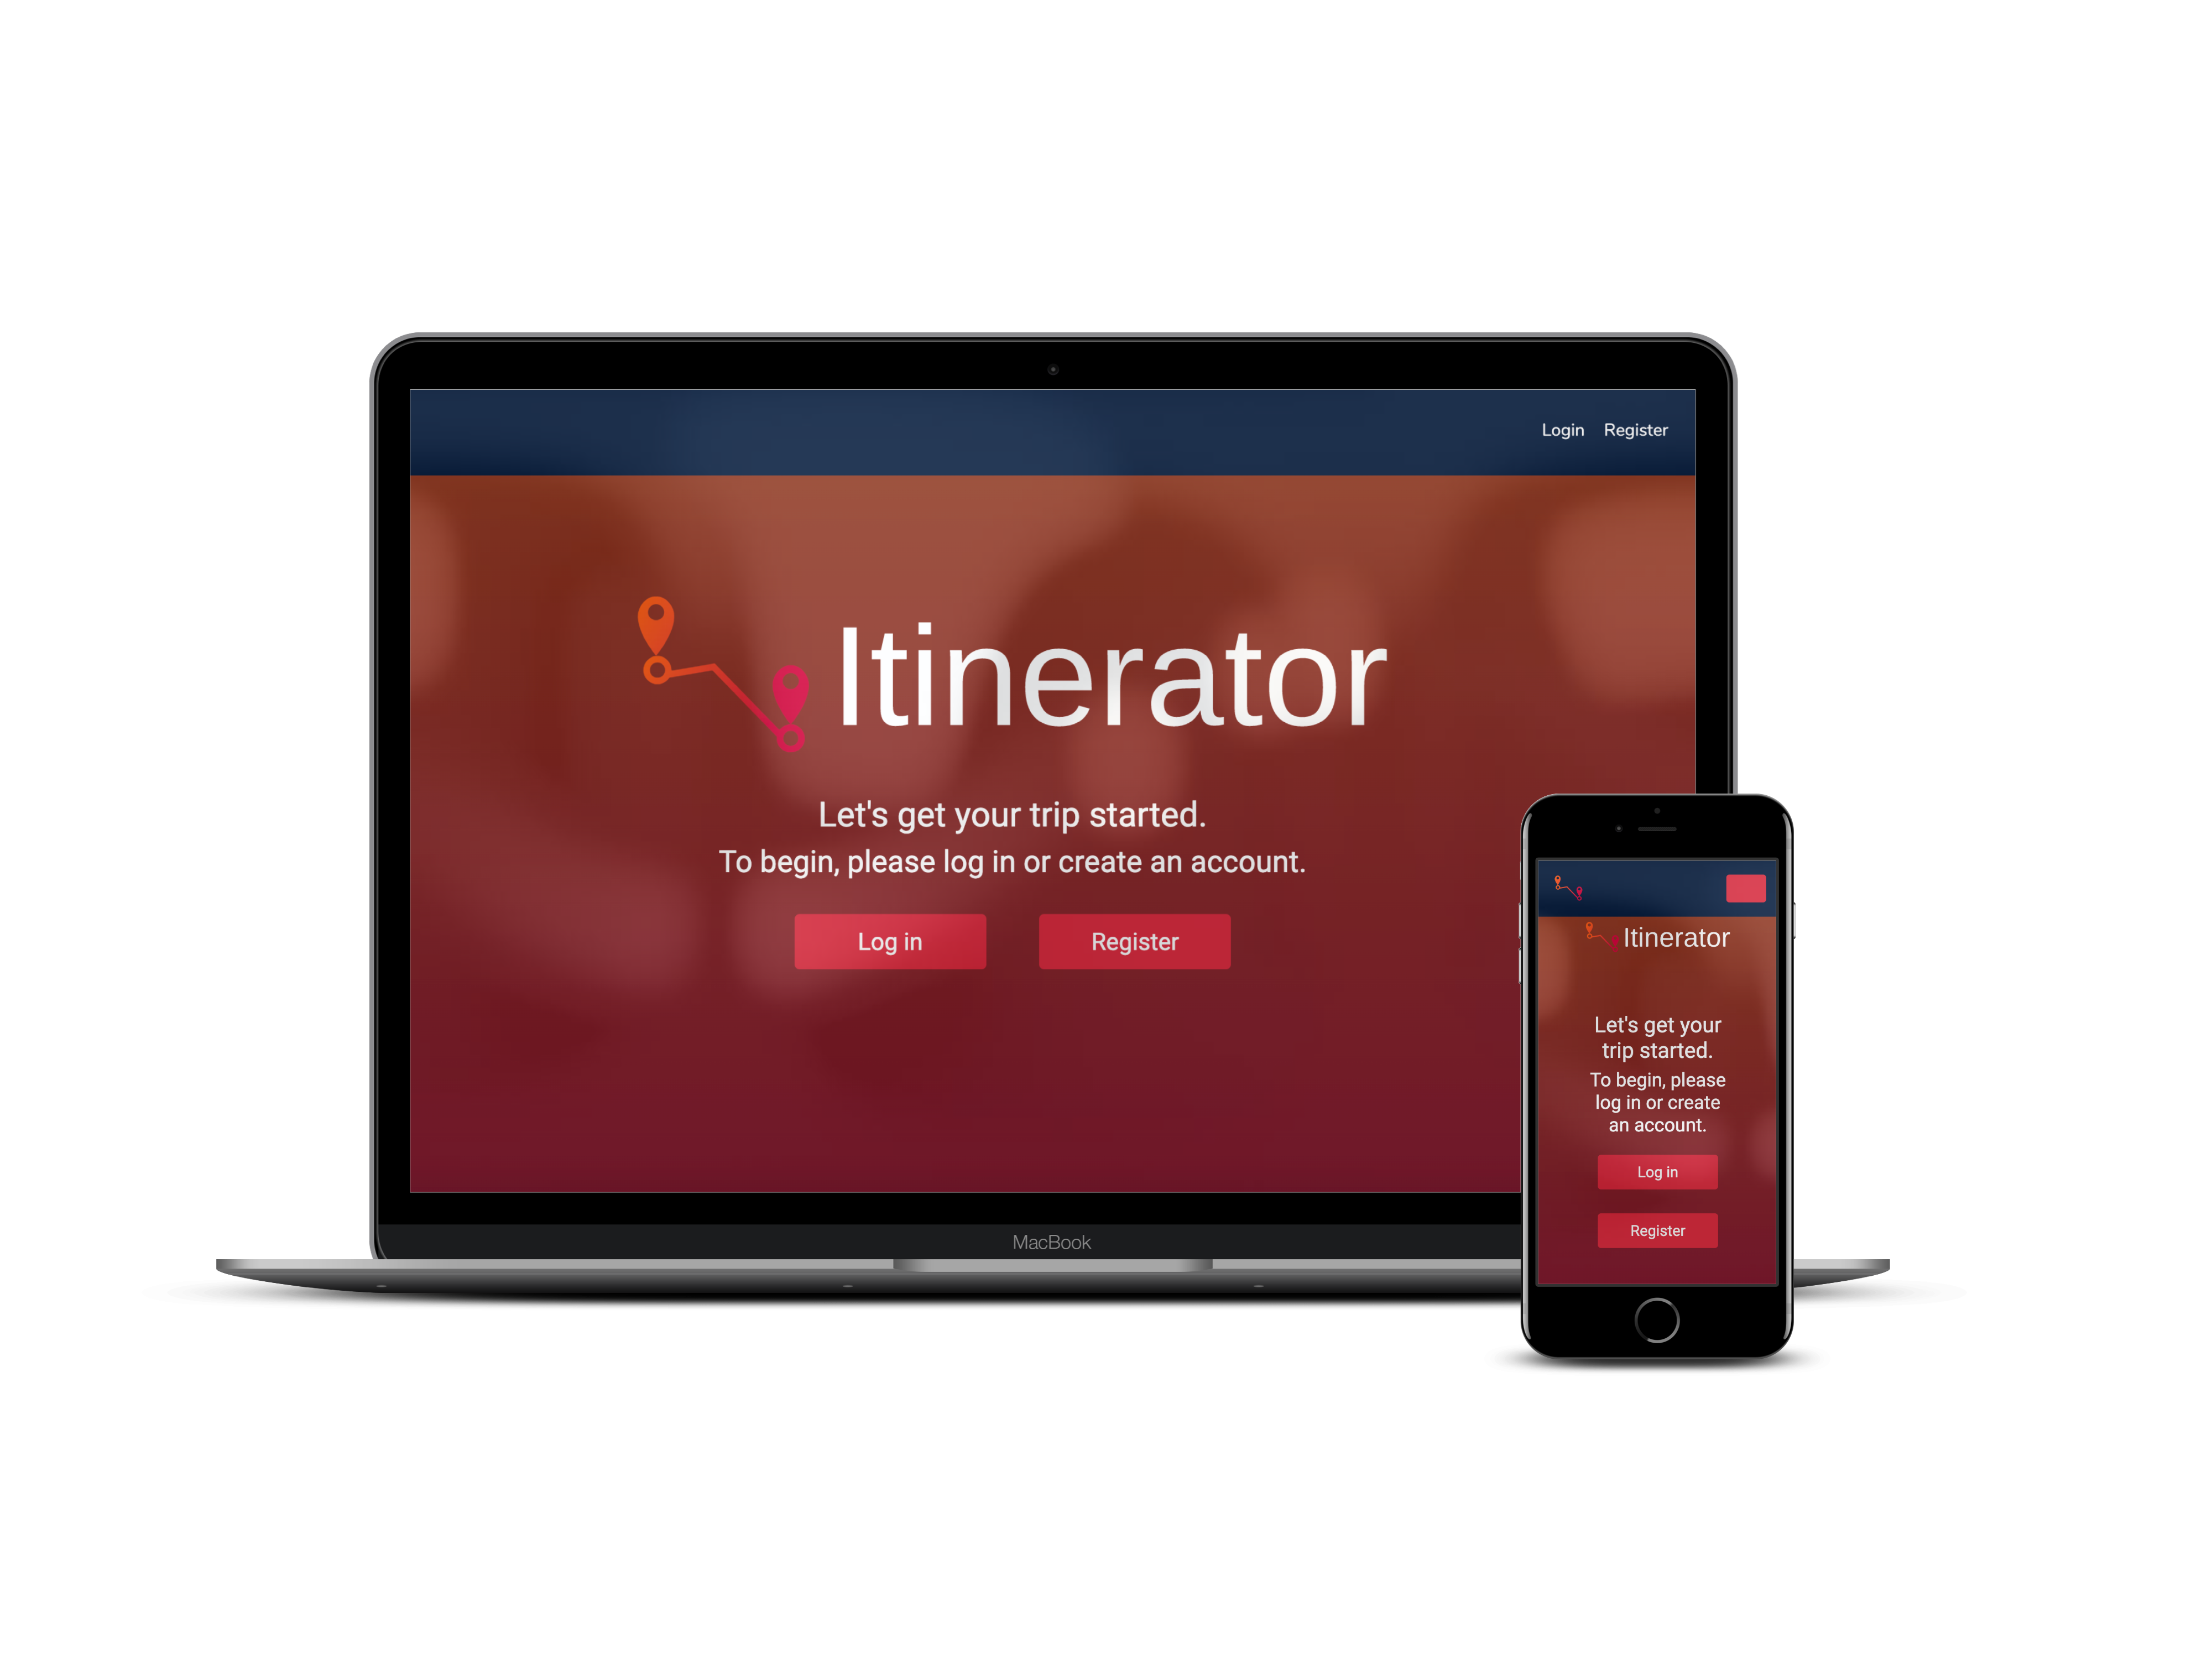 Login Register
Itinerator
Let's get your trip started.
To begin, please log in or create an account.
Log in Register
MacBook
Itinerator
Let's get your
trip started.
To begin, please
log in or create
an account.
Log in
Register